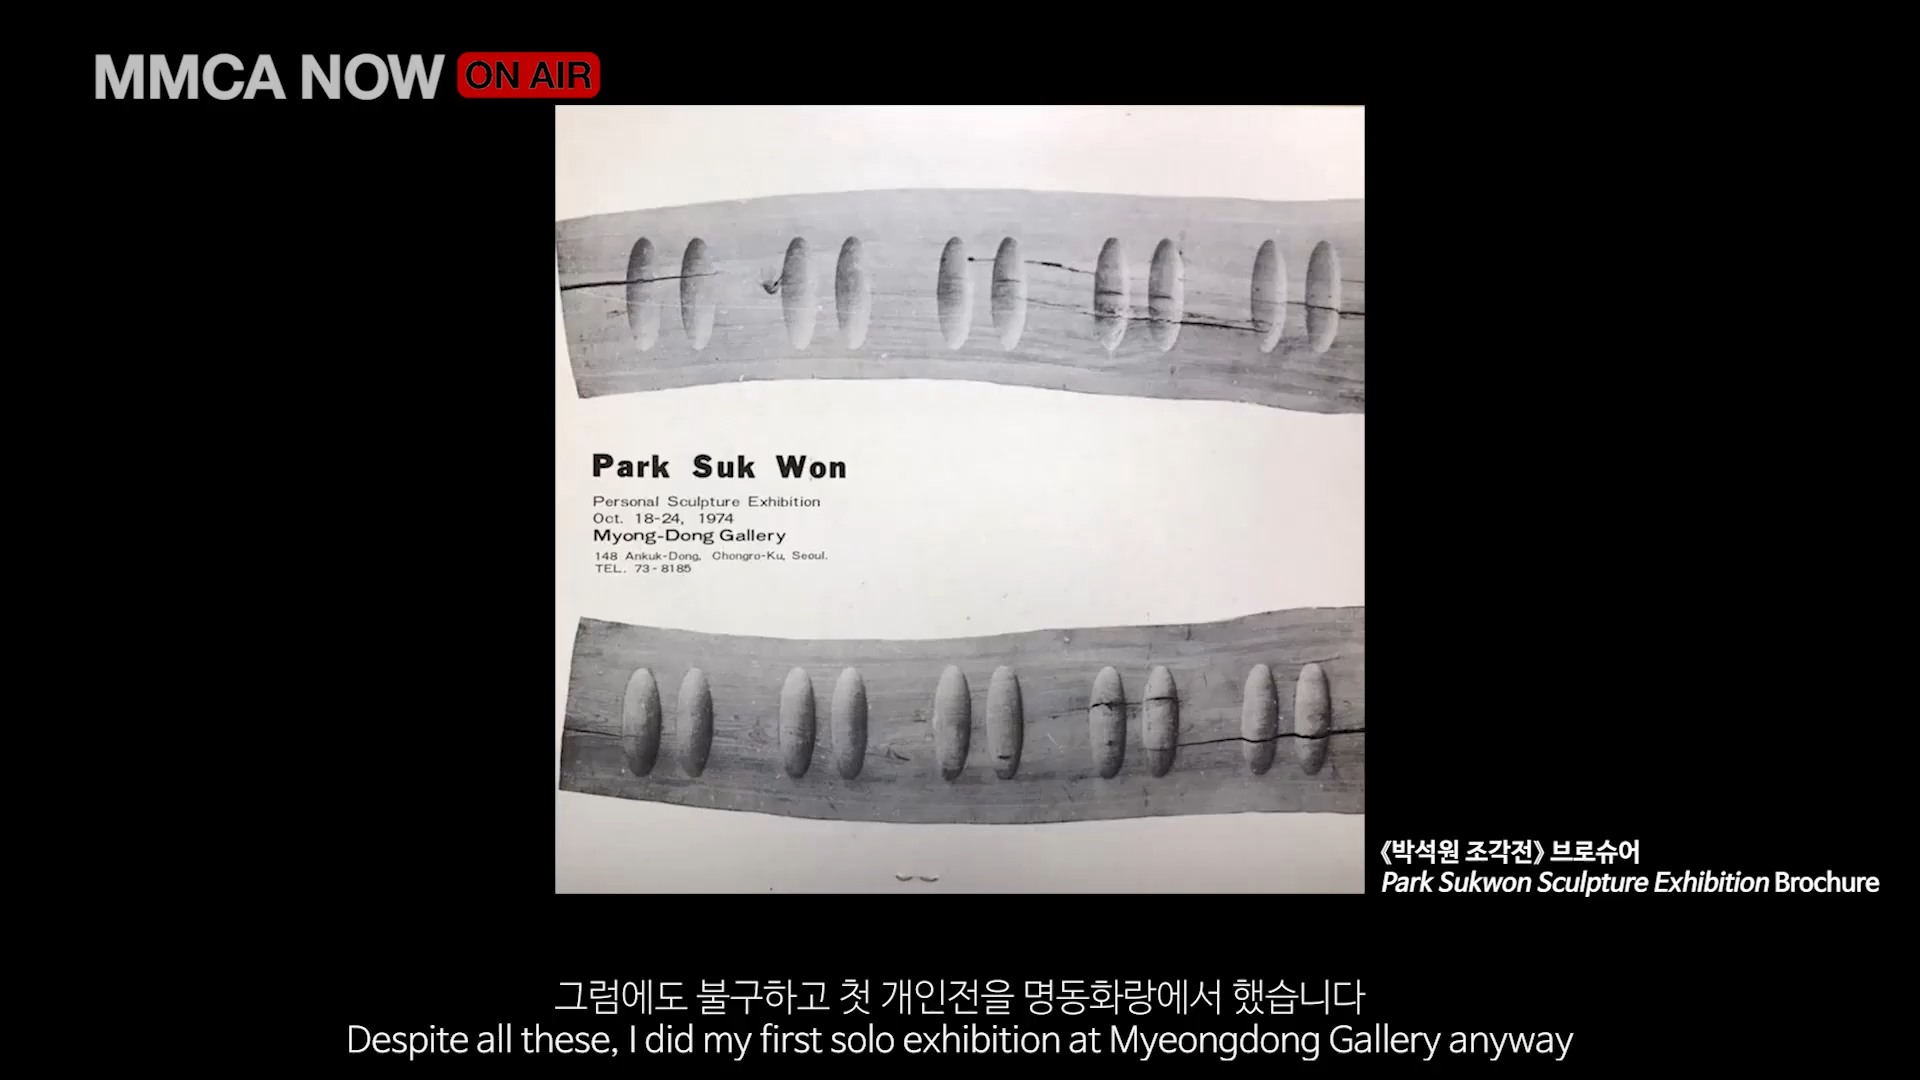 MMCA NOW ON AIR
Park Suk Won
Personal Sculpture Exhibition
Oct. 18-24, 1974
Myong-Dong Gallery
148 Ankuk-Dong, Chongro-Ku, Seoul.
TEL. 73-8185
《박석원 조각전》 브로슈어
Park Sukwon Sculpture Exhibition Brochure
그럼에도 불구하고 첫 개인전을 명동화랑에서 했습니다
Despite all these, I did my first solo exhibition at Myeongdong Gallery anyway